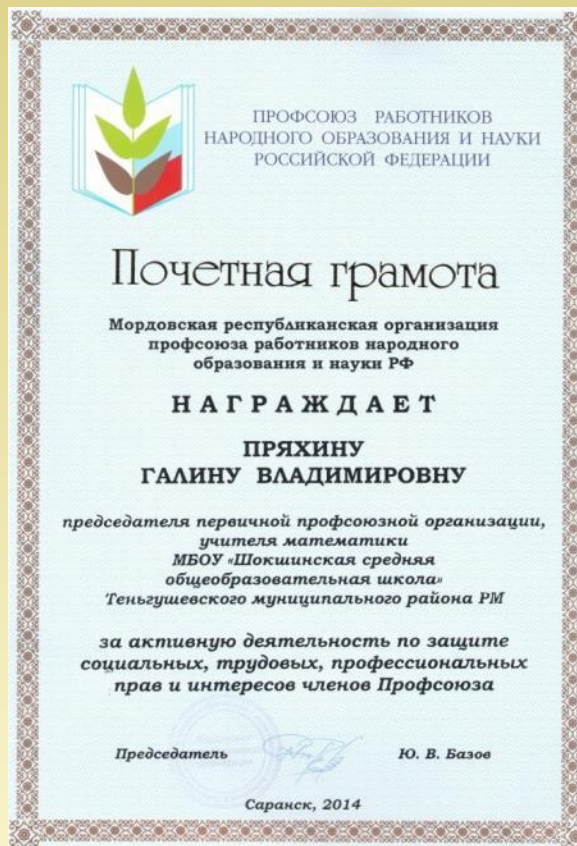 ПРОФСОЮЗ РАБОТНИКОВ
НАРОДНОГО ОБРАЗОВАНИЯ И НАУКИ
РОССИЙСКОЙ ФЕДЕРАЦИИ
Почетная грамота
Мордовская республиканская организация
профсоюза работников народного
образования и науки РФ
НАГРАЖДАЕТ
ПРЯХИНУ
ГАЛИНУ ВЛАДИМИРОВНУ
председателя первичной профсоюзной организации,
учителя математики
МБОУ «Шокшинская средняя
общеобразовательная школа»
Теньгушевского муниципального района РМ
за активную деятельность по защите
социальных, трудовых, профессиональных
прав и интересов членов Профсоюза
Председатель Ю. В. Базов
Саранск, 2014